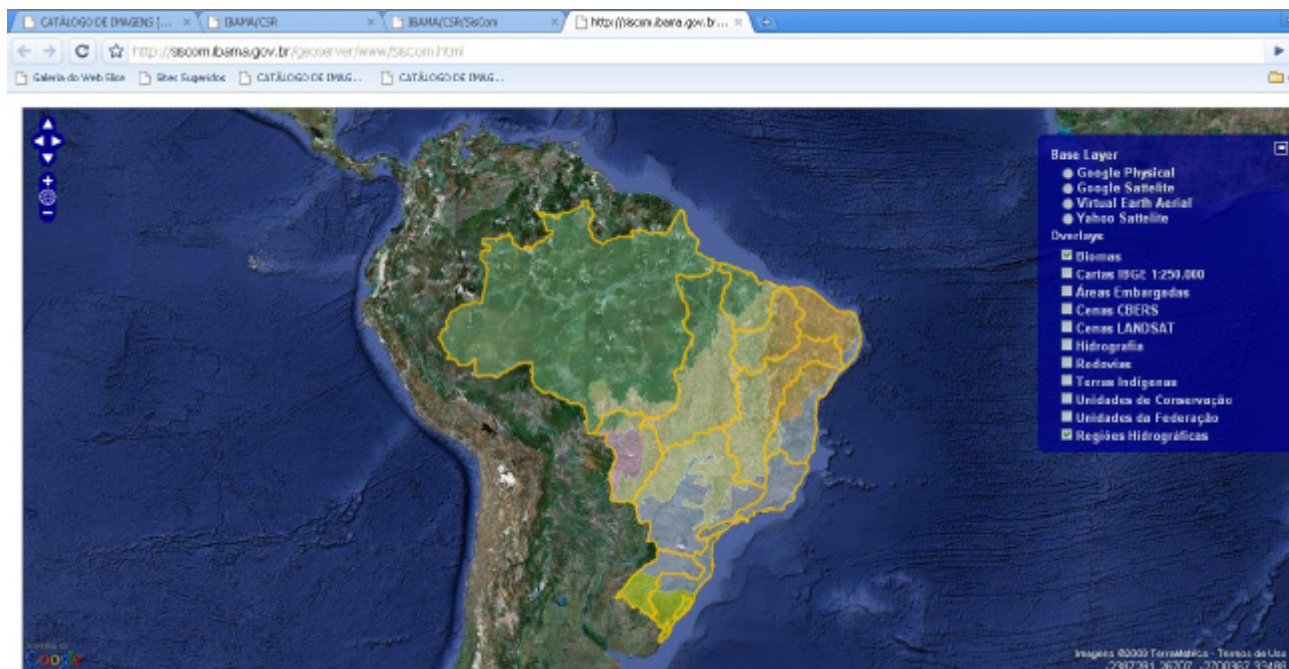 CATÁLOGO DE IMAGENS [... IBAMA/CSR IBAMA/CSR/SisCom http://siscom.ibama.gov.br...
http://siscom.ibama.gov.br/geoserver/www/SisCom.html
Galeria do Web Slice Sites Sugeridos CATÁLOGO DE IMAG... CATÁLOGO DE IMAG...
Base Layer
Google Physical
Google Sattelite
Virtual Earth Aerial
Yahoo Sattelite
Overlays
Biomas
Cartas IBGE 1:250.000
Áreas Embargadas
Cenas CBERS
Cenas LANDSAT
Hidrografia
Rodovias
Terras Indígenas
Unidades de Conservação
Unidades da Federação
Regiões Hidrográficas
Google
Imagens ©2009 TerraMetrics - Termos de Uso